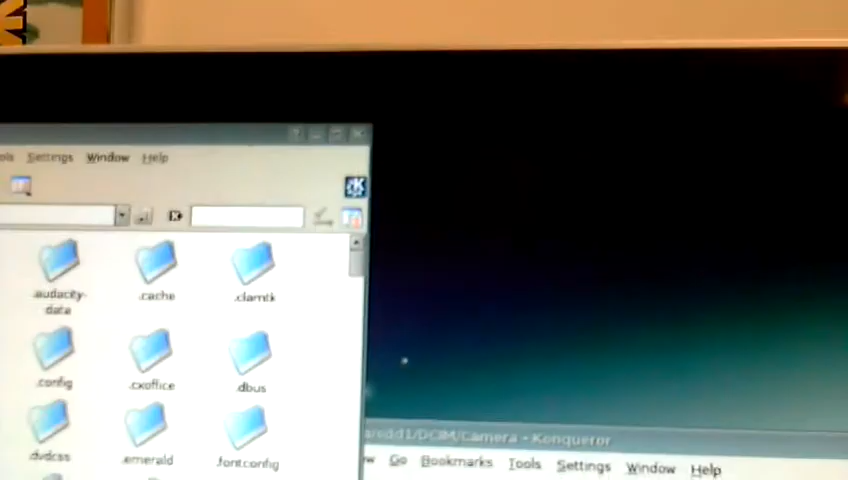 Settings Window Help
.audacity-
data
.cache
.clamtk
.config
.cxoffice
.dbus
.dvdcss
.emerald
.fontconfig
/sdd1/DCIM/Camera - Konqueror
Go Bookmarks Tools Settings Window Help